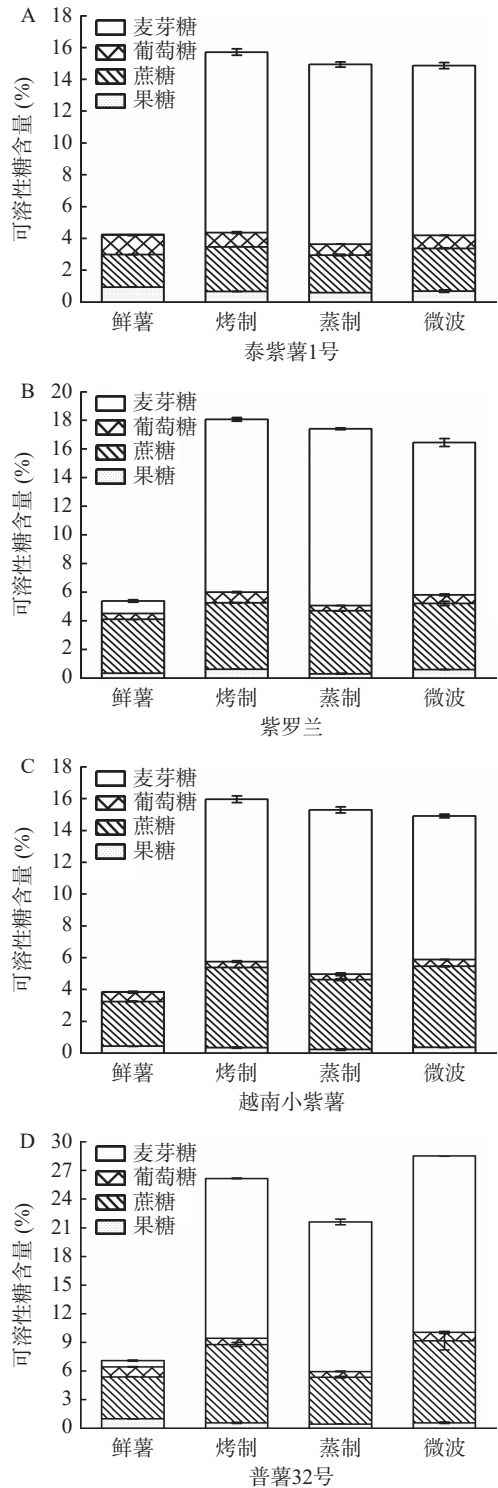 A
可溶性糖含量 (%)
18
16
14
12
10
8
6
4
2
0
麦芽糖
葡萄糖
蔗糖
果糖
鲜薯 烤制 蒸制 微波
泰紫薯1号
B
可溶性糖含量 (%)
20
18
16
14
12
10
8
6
4
2
0
麦芽糖
葡萄糖
蔗糖
果糖
鲜薯 烤制 蒸制 微波
紫罗兰
C
可溶性糖含量 (%)
18
16
14
12
10
8
6
4
2
0
麦芽糖
葡萄糖
蔗糖
果糖
鲜薯 烤制 蒸制 微波
越南小紫薯
D
可溶性糖含量 (%)
30
27
24
21
18
15
12
9
6
3
0
麦芽糖
葡萄糖
蔗糖
果糖
鲜薯 烤制 蒸制 微波
普薯32号